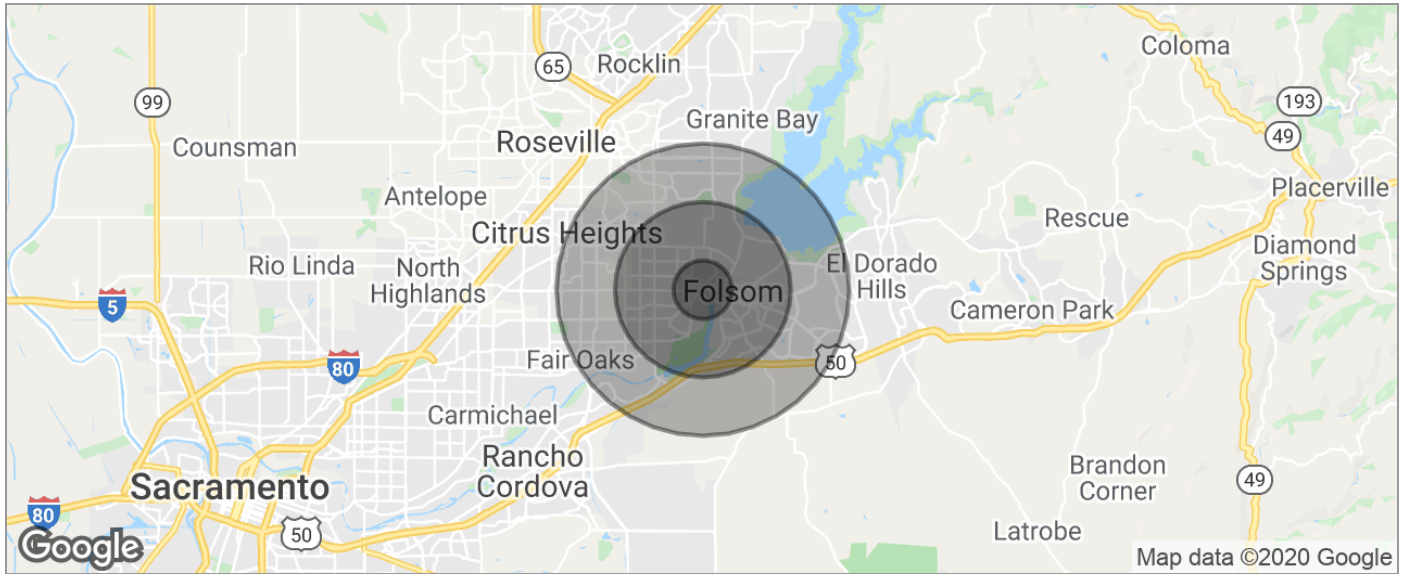 Coloma
Rocklin
65
99
193
Granite Bay
49
Roseville
Counsman
Placerville
Antelope
Rescue
Citrus Heights
Diamond
Springs
Rio Linda
North
Highlands
El Dorado
Hills
Folsom
5
Cameron Park
Fair Oaks
80
50
Carmichael
Rancho
Cordova
Brandon
Corner
49
Sacramento
80
50
Latrobe
Google
Map data ©2020 Google